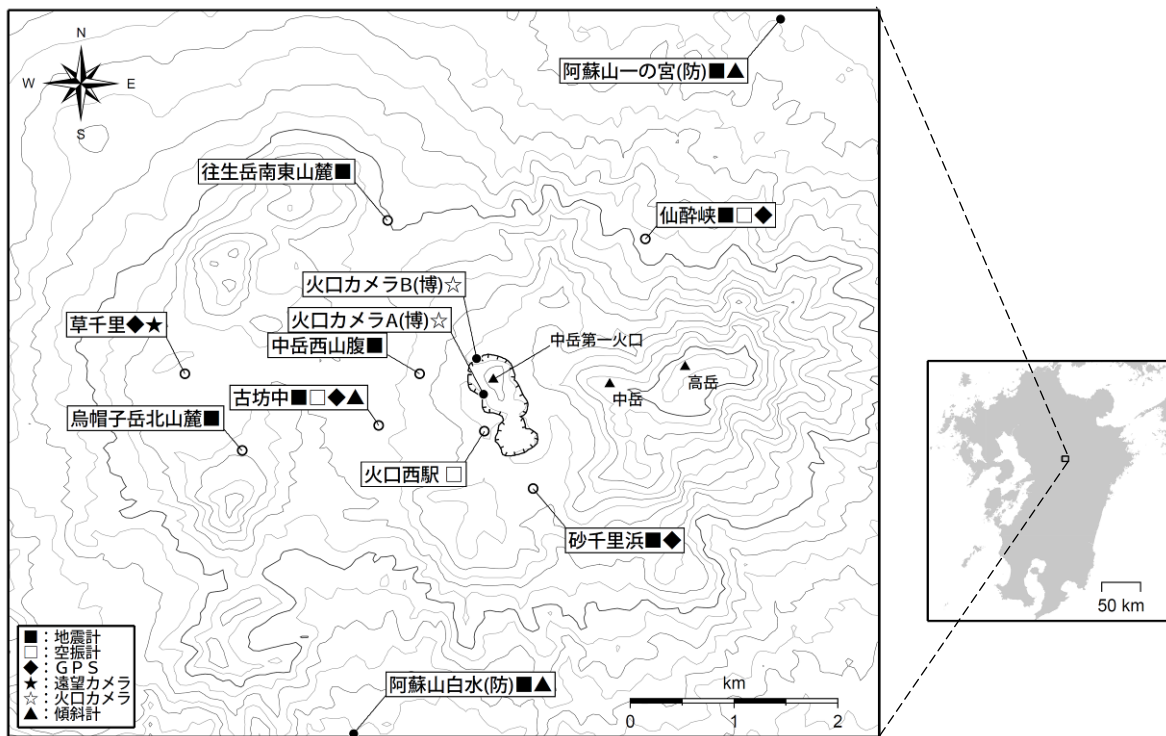 N
W E
S
阿蘇山一の宮(防)■▲
往生岳南東山麓■
仙酔峡■□◆
火口カメラB(博)☆
火口カメラA(博)☆
中岳第一火口
草千里◆★
中岳西山腹■
高岳
中岳
古坊中■□◆▲
烏帽子岳北山麓■
火口西駅 □
砂千里浜■◆
阿蘇山白水(防)■▲
■:地震計
□:空振計
◆:GPS
★:遠望カメラ
☆:火口カメラ
▲:傾斜計
km
0 1 2
50 km